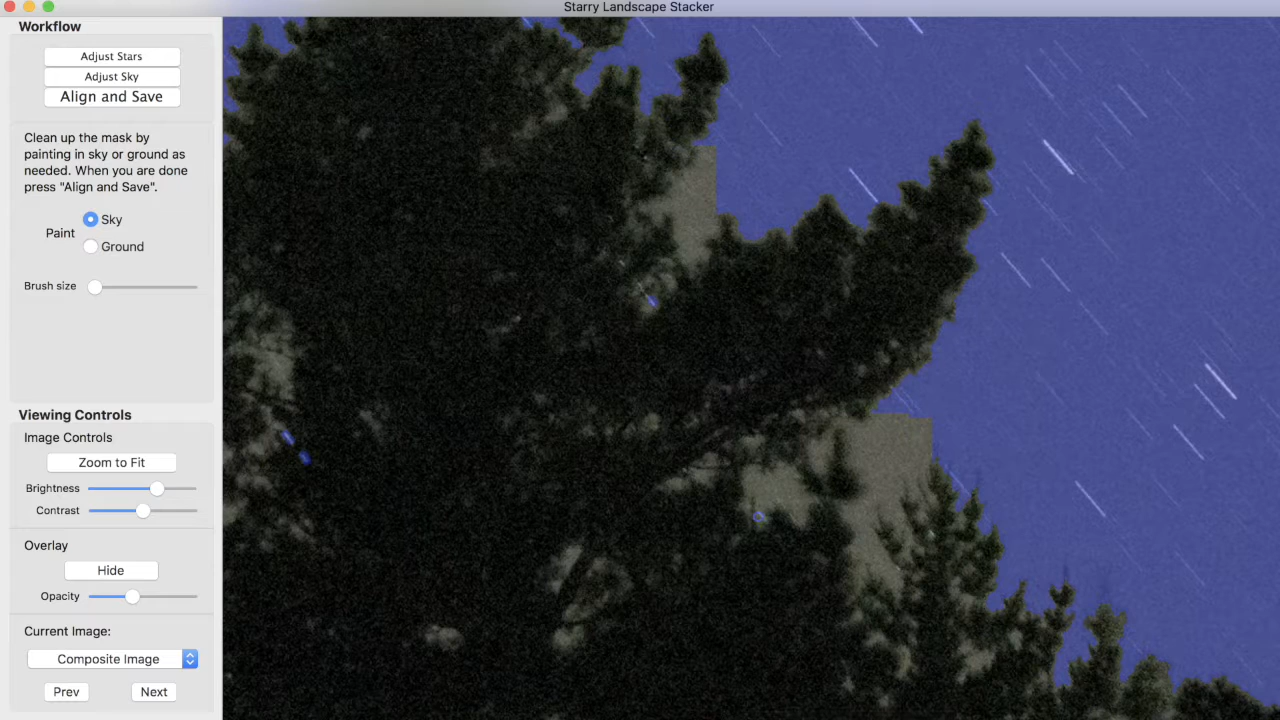 Starry Landscape Stacker
Workflow
Adjust Stars
Adjust Sky
Align and Save
Clean up the mask by
painting in sky or ground as
needed. When you are done
press "Align and Save".
Paint
Sky
Ground
Brush size
Viewing Controls
Image Controls
Zoom to Fit
Brightness
Contrast
Overlay
Hide
Opacity
Current Image:
Composite Image
Prev Next